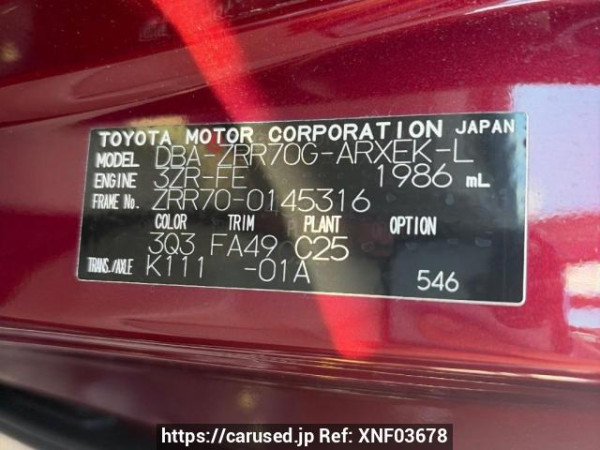 TOYOTA MOTOR CORPORATION JAPAN
MODEL DBA-ZRR70G-ARXEK-L
ENGINE 3ZR-FE 1986 mL
FRAME No. ZRR70-0145316
COLOR TRIM PLANT OPTION
3Q3 FA49 C25
TRANS./AXLE K111 -01A 546
https://carused.jp Ref: XNF03678